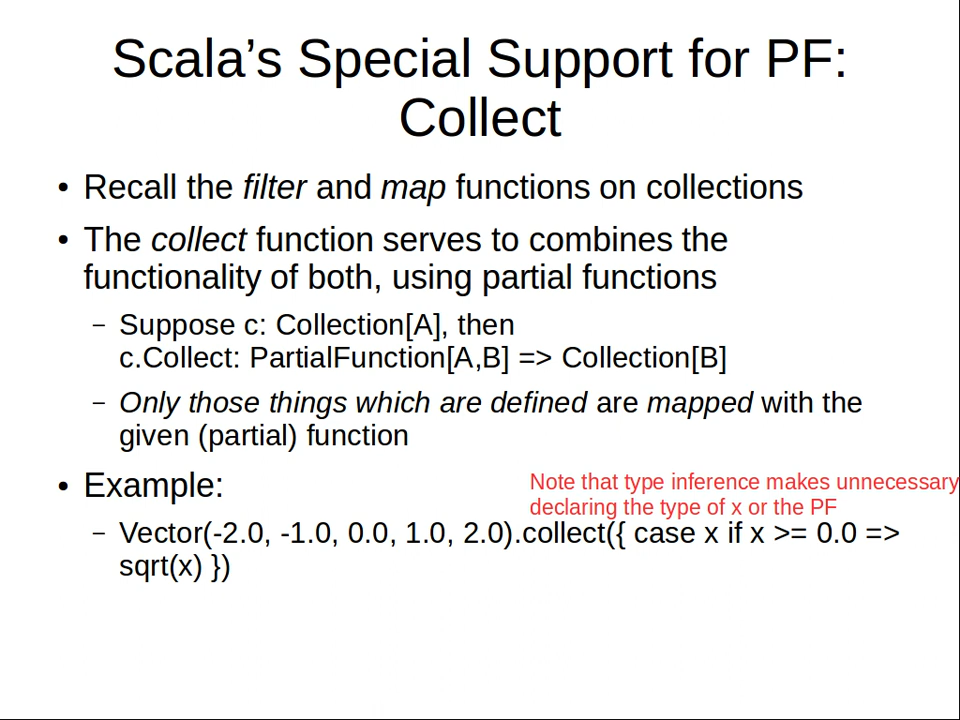 Scala’s Special Support for PF:
Collect
• Recall the filter and map functions on collections
• The collect function serves to combines the
functionality of both, using partial functions
– Suppose c: Collection[A], then
c.Collect: PartialFunction[A,B] => Collection[B]
– Only those things which are defined are mapped with the
given (partial) function
• Example:
Note that type inference makes unnecessary
declaring the type of x or the PF
– Vector(-2.0, -1.0, 0.0, 1.0, 2.0).collect({ case x if x >= 0.0 =>
sqrt(x) })